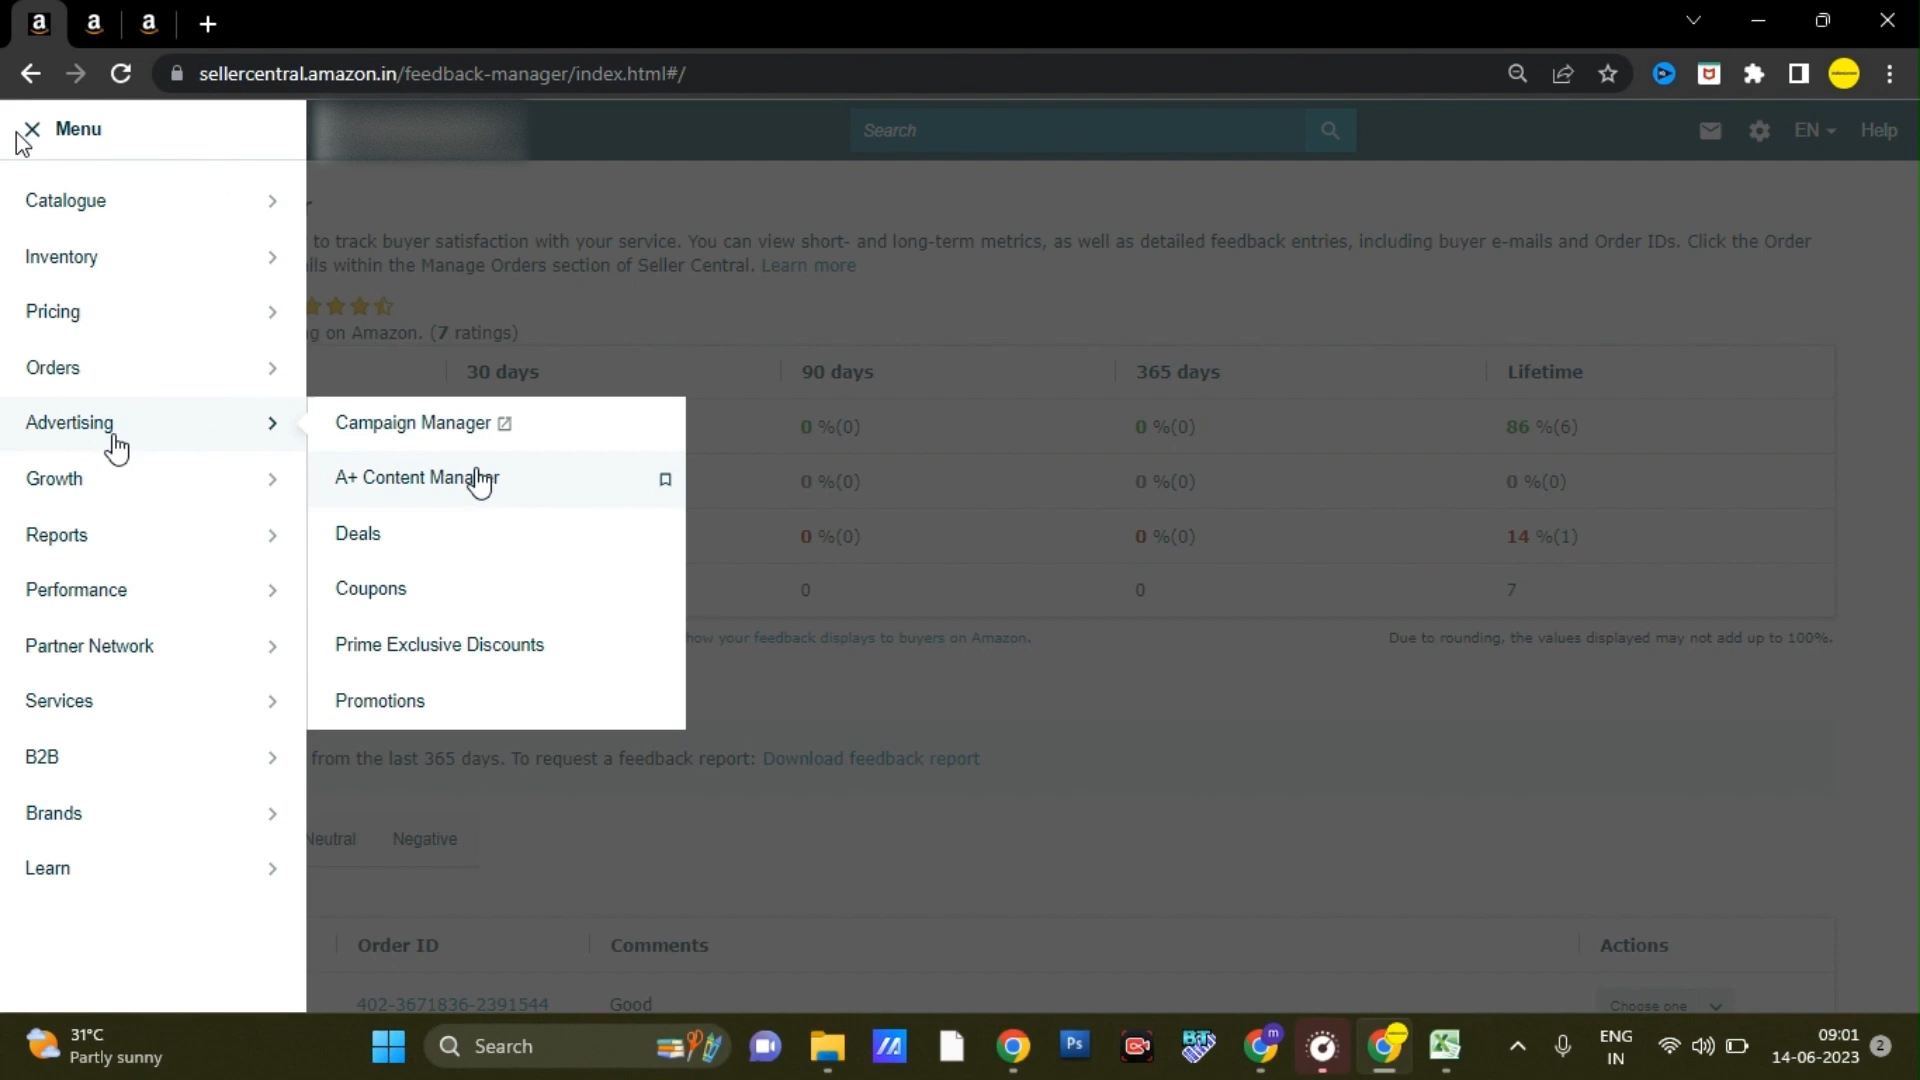 sellercentral.amazon.in/feedback-manager/index.html#/
Menu
Search
EN
Help
Catalogue
Inventory
Pricing
Orders
Advertising
Growth
Reports
Performance
Partner Network
Services
B2B
Brands
Learn
Campaign Manager
A+ Content Manager
Deals
Coupons
Prime Exclusive Discounts
Promotions
to track buyer satisfaction with your service. You can view short- and long-term metrics, as well as detailed feedback entries, including buyer e-mails and Order IDs. Click the Order
ils within the Manage Orders section of Seller Central. Learn more
g on Amazon. (7 ratings)
30 days 90 days 365 days Lifetime
0 %(0) 0 %(0) 86 %(6)
0 %(0) 0 %(0) 0 %(0)
0 %(0) 0 %(0) 14 %(1)
0 0 7
how your feedback displays to buyers on Amazon. Due to rounding, the values displayed may not add up to 100%.
from the last 365 days. To request a feedback report: Download feedback report
Neutral Negative
Order ID Comments Actions
402-3671836-2391544 Good Choose one
31°C
Partly sunny
Search
Ps
m
ENG
IN
09:01
14-06-2023
2